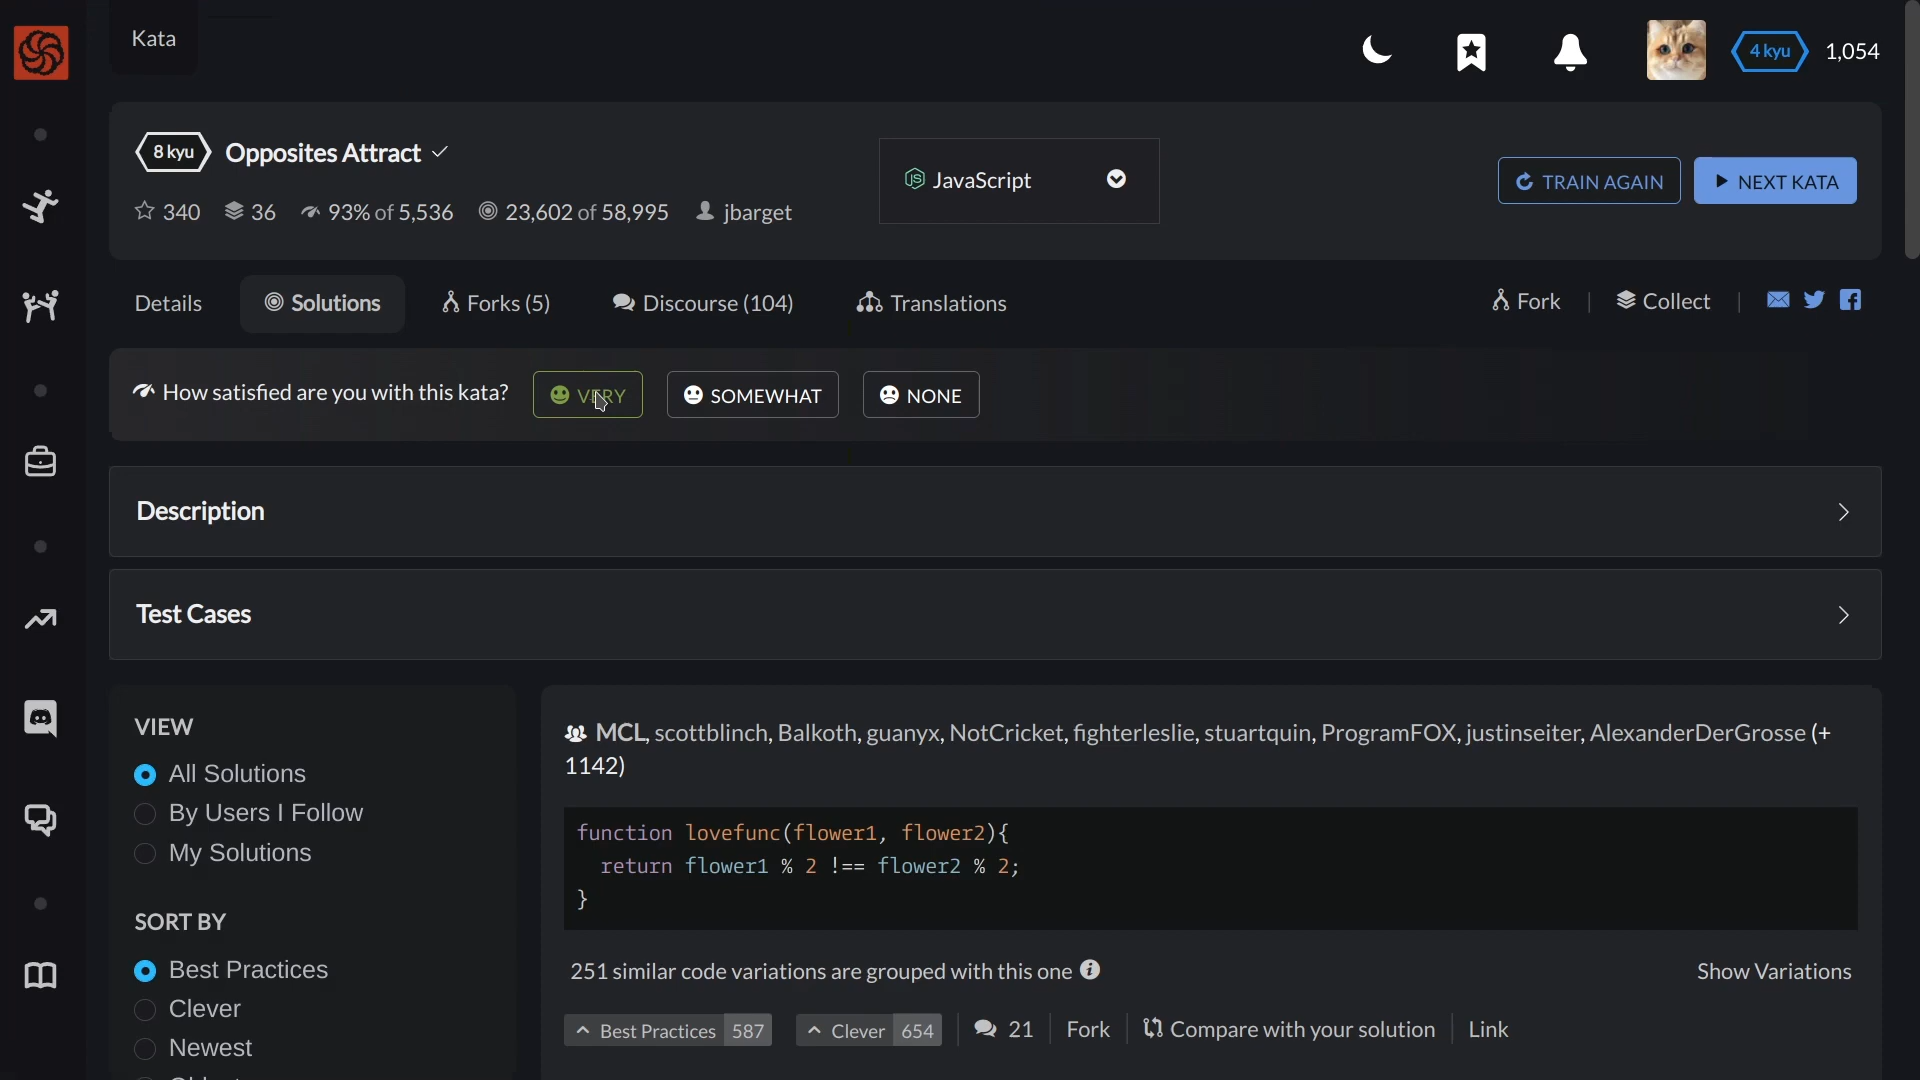 Kata
4 kyu 1,054
8 kyu Opposites Attract
JavaScript
TRAIN AGAIN NEXT KATA
340 36 93% of 5,536 23,602 of 58,995 jbarget
Details Solutions Forks (5) Discourse (104) Translations Fork | Collect |
How satisfied are you with this kata? VERY SOMEWHAT NONE
Description
Test Cases
VIEW
All Solutions
By Users I Follow
My Solutions
SORT BY
Best Practices
Clever
Newest
MCL, scottblinch, Balkoth, guanyx, NotCricket, fighterleslie, stuartquin, ProgramFOX, justinseiter, AlexanderDerGrosse (+
1142)
function lovefunc(flower1, flower2){
  return flower1 % 2 !== flower2 % 2;
}
251 similar code variations are grouped with this one Show Variations
Best Practices 587 Clever 654 21 Fork Compare with your solution Link